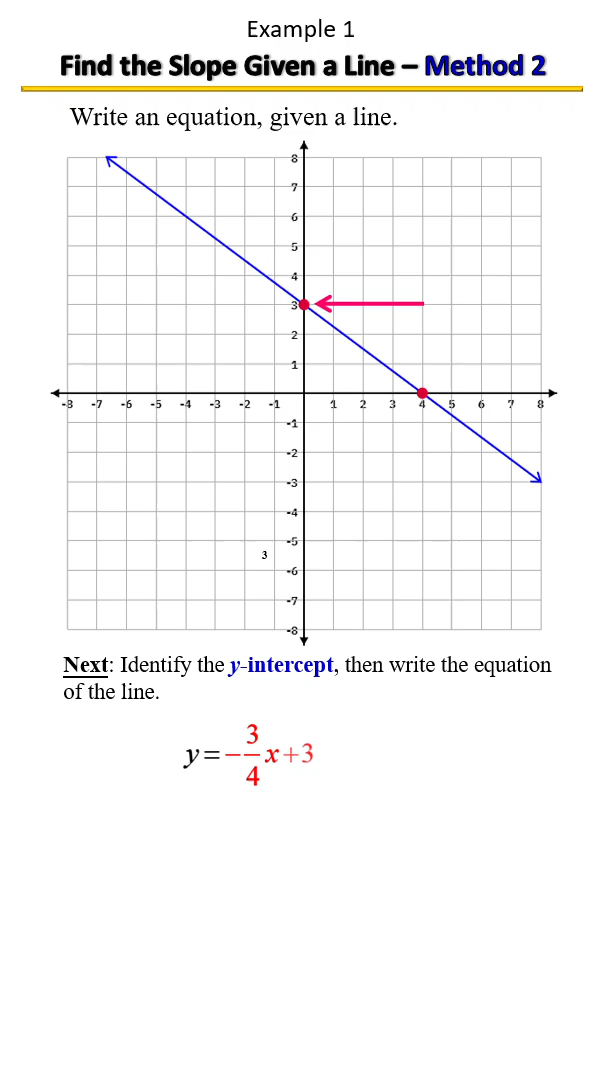 Example 1
Find the Slope Given a Line – Method 2
Write an equation, given a line.
8
7
6
5
4
3
2
1
-8 -7 -6 -5 -4 -3 -2 -1 1 2 3 4 5 6 7 8
-1
-2
-3
-4
-5
3
-6
-7
-8
Next: Identify the y-intercept, then write the equation
of the line.
y=-3/4x+3